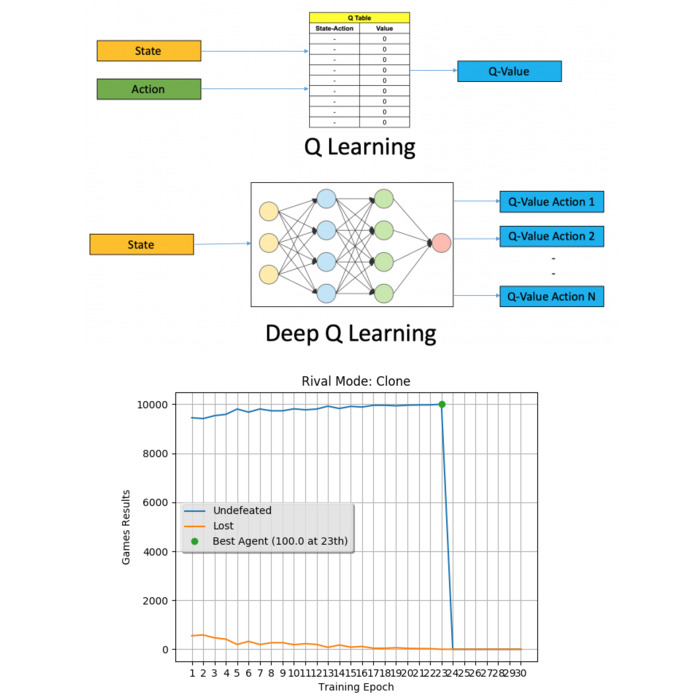 Q Table
State-Action Value
- 0
- 0
- 0
- 0
- 0
- 0
- 0
- 0
- 0
State
Action
Q-Value
Q Learning
State
Q-Value Action 1
Q-Value Action 2
-
-
Q-Value Action N
Deep Q Learning
Rival Mode: Clone
10000
8000
6000
4000
2000
0
Games Results
Undefeated
Lost
Best Agent (100.0 at 23th)
1 2 3 4 5 6 7 8 9 10 11 12 13 14 15 16 17 18 19 20 21 22 23 24 25 26 27 28 29 30
Training Epoch